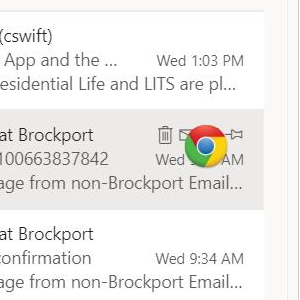 (cswift)
App and the ... Wed 1:03 PM
esidential Life and LITS are pl...
at Brockport
100663837842 Wed AM
age from non-Brockport Email...
at Brockport
confirmation Wed 9:34 AM
age from non-Brockport Email...